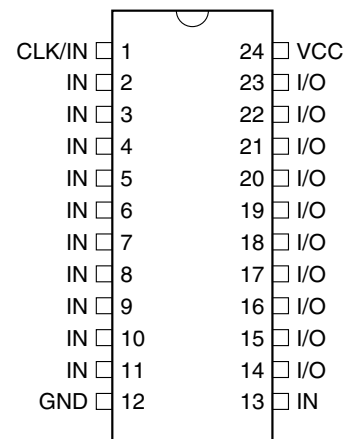 CLK/IN 1 24 VCC
IN 2 23 I/O
IN 3 22 I/O
IN 4 21 I/O
IN 5 20 I/O
IN 6 19 I/O
IN 7 18 I/O
IN 8 17 I/O
IN 9 16 I/O
IN 10 15 I/O
IN 11 14 I/O
GND 12 13 IN